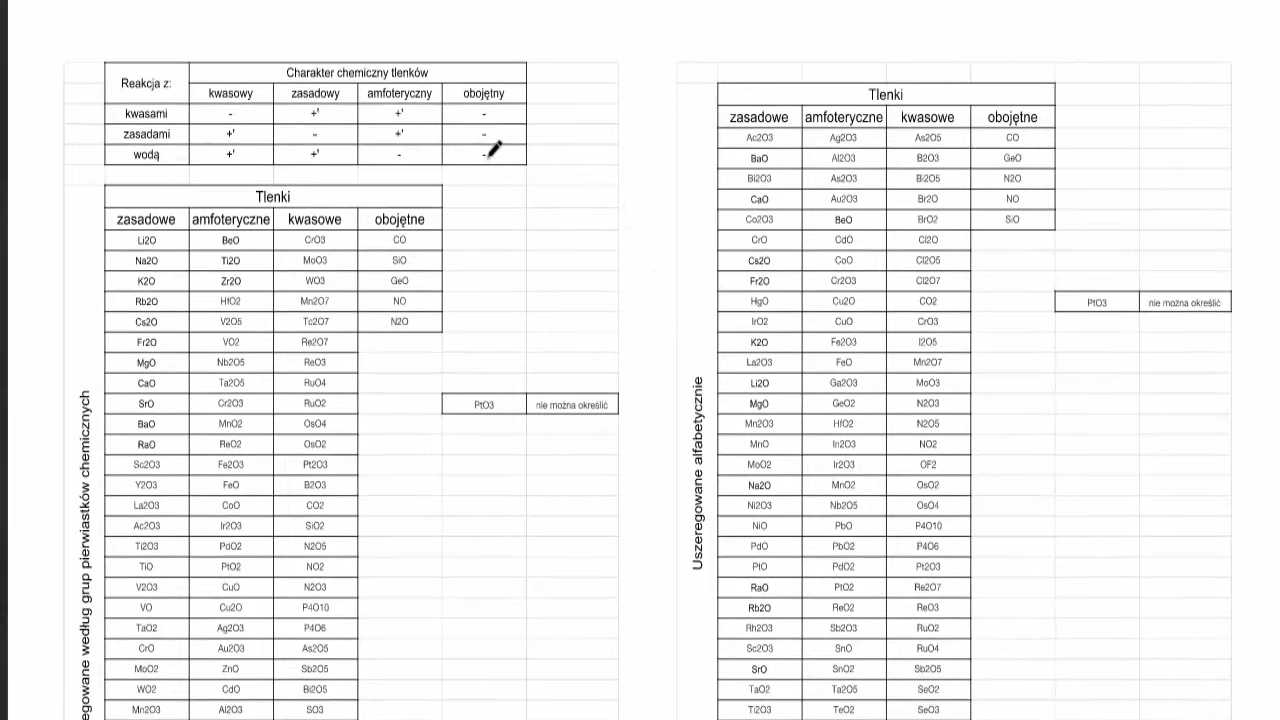 Reakcja z: Charakter chemiczny tlenków
kwasowy zasadowy amfoteryczny obojętny
kwasami - +' +' -
zasadami +' - +' -
wodą +' +' - -
Tlenki
zasadowe amfoteryczne kwasowe obojętne
Li2O BeO CrO3 CO
Na2O Ti2O MoO3 SiO
K2O Zr2O WO3 GeO
Rb2O HfO2 Mn2O7 NO
Cs2O V2O5 Tc2O7 N2O
Fr2O VO2 Re2O7
MgO Nb2O5 ReO3
CaO Ta2O5 RuO4
SrO Cr2O3 RuO2 PtO3 nie można określić
BaO MnO2 OsO4
RaO ReO2 OsO2
Sc2O3 Fe2O3 Pt2O3
Y2O3 FeO B2O3
La2O3 CoO CO2
Ac2O3 Ir2O3 SiO2
Ti2O3 PdO2 N2O5
TiO PtO2 NO2
V2O3 CuO N2O3
VO Cu2O P4O10
TaO2 Ag2O3 P4O6
CrO Au2O3 As2O5
MoO2 ZnO Sb2O5
WO2 CdO Bi2O5
Mn2O3 Al2O3 SO3
egowane według grup pierwiastków chemicznych
Tlenki
zasadowe amfoteryczne kwasowe obojętne
Ac2O3 Ag2O3 As2O5 CO
BaO Al2O3 B2O3 GeO
Bi2O3 As2O3 Bi2O5 N2O
CaO Au2O3 Br2O NO
Co2O3 BeO BrO2 SiO
CrO CdO Cl2O
Cs2O CoO Cl2O5
Fr2O Cr2O3 Cl2O7
HgO Cu2O CO2 PtO3 nie można określić
IrO2 CuO CrO3
K2O Fe2O3 I2O5
La2O3 FeO Mn2O7
Li2O Ga2O3 MoO3
MgO GeO2 N2O3
Mn2O3 HfO2 N2O5
MnO In2O3 NO2
MoO2 Ir2O3 OF2
Na2O MnO2 OsO2
Ni2O3 Nb2O5 OsO4
NiO PbO P4O10
PdO PbO2 P4O6
PtO PdO2 Pt2O3
RaO PtO2 Re2O7
Rb2O ReO2 ReO3
Rh2O3 Sb2O3 RuO2
Sc2O3 SnO RuO4
SrO SnO2 Sb2O5
TaO2 Ta2O5 SeO2
Ti2O3 TeO2 SeO3
Uszeregowane alfabetycznie